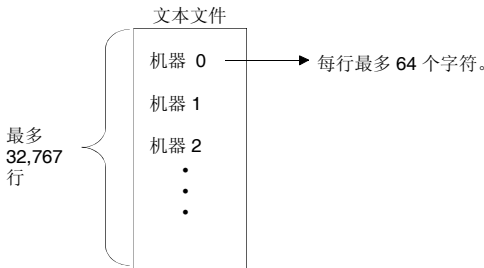 文本文件
机器 0
每行最多 64 个字符。
机器 1
机器 2
最多
32,767
行